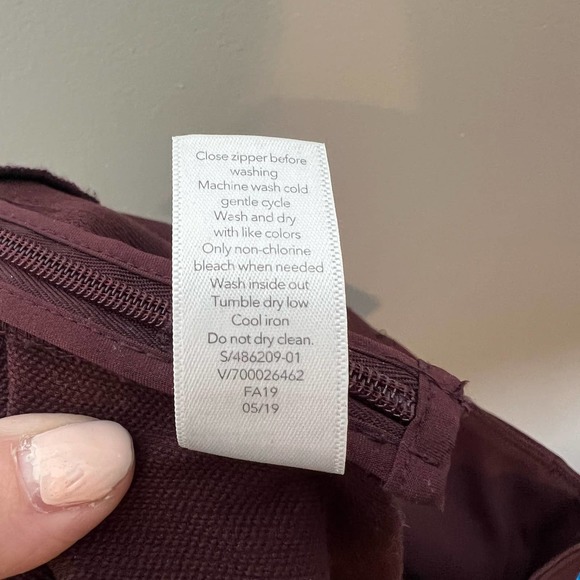 Close zipper before
washing
Machine wash cold
gentle cycle
Wash and dry
with like colors
Only non-chlorine
bleach when needed
Wash inside out
Tumble dry low
Cool iron
Do not dry clean.
S/486209-01
V/700026462
FA19
05/19